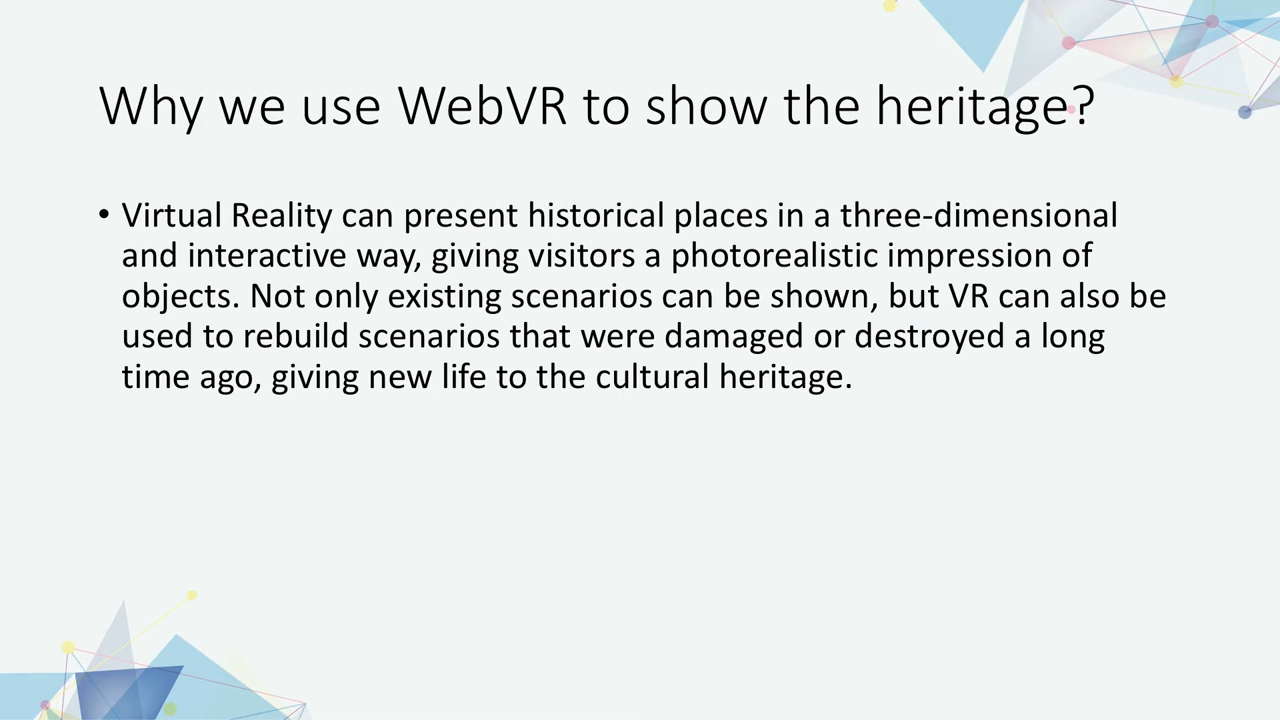 Why we use WebVR to show the heritage?
• Virtual Reality can present historical places in a three-dimensional
and interactive way, giving visitors a photorealistic impression of
objects. Not only existing scenarios can be shown, but VR can also be
used to rebuild scenarios that were damaged or destroyed a long
time ago, giving new life to the cultural heritage.